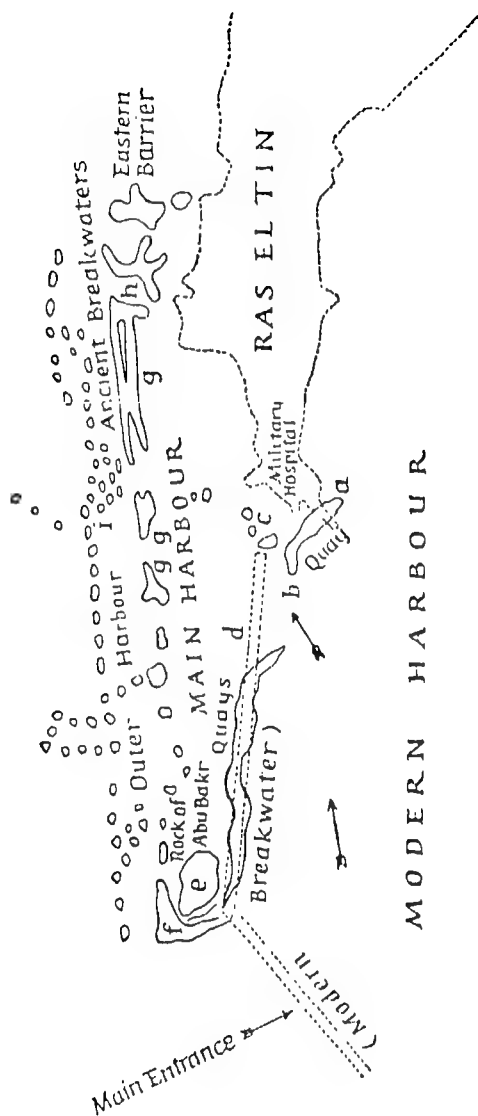 Ancient Breakwaters
Eastern
Barrier
Outer Harbour
i
h
g
g g
MAIN HARBOUR
Rock of
Abu Bakr
e
f
Quays
d
c
RAS EL TIN
Military
Hospital
a
b
Quay
Main Entrance
(Modern
Breakwater)
MODERN HARBOUR